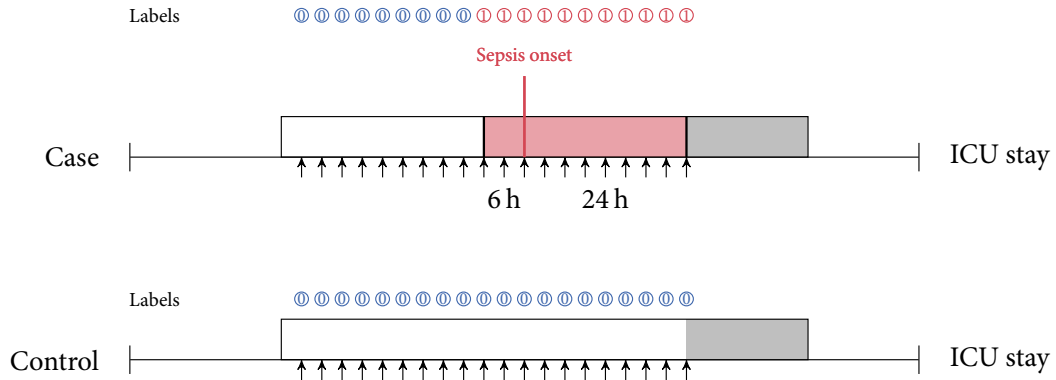 Labels ⓪ ⓪ ⓪ ⓪ ⓪ ⓪ ⓪ ⓪ ⓪ ① ① ① ① ① ① ① ① ① ① ①
Sepsis onset
Case ICU stay
6 h 24 h
Labels ⓪ ⓪ ⓪ ⓪ ⓪ ⓪ ⓪ ⓪ ⓪ ⓪ ⓪ ⓪ ⓪ ⓪ ⓪ ⓪ ⓪ ⓪ ⓪ ⓪
Control ICU stay